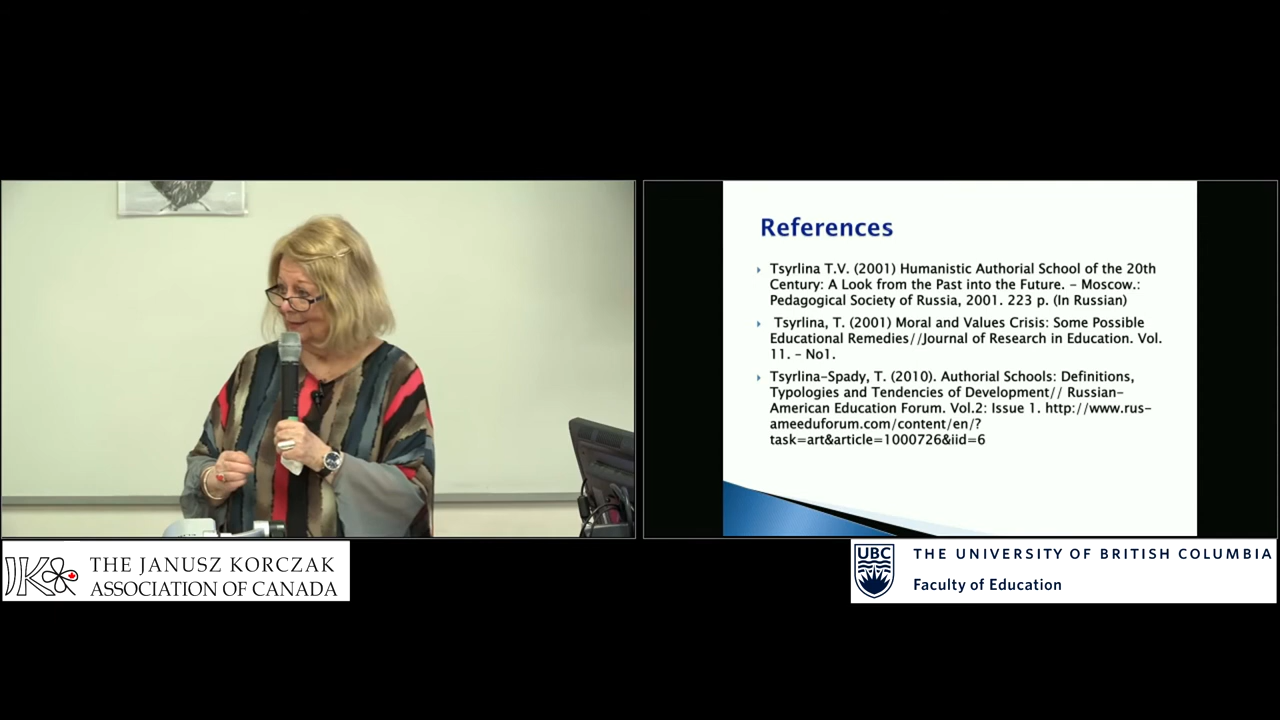 References
Tsyrlina T.V. (2001) Humanistic Authorial School of the 20th
Century: A Look from the Past into the Future. – Moscow.:
Pedagogical Society of Russia, 2001. 223 p. (In Russian)
Tsyrlina, T. (2001) Moral and Values Crisis: Some Possible
Educational Remedies//Journal of Research in Education. Vol.
11. – No1.
Tsyrlina-Spady, T. (2010). Authorial Schools: Definitions,
Typologies and Tendencies of Development// Russian-
American Education Forum. Vol.2: Issue 1. http://www.rus-
ameeduforum.com/content/en/?
task=art&article=1000726&iid=6
JK
THE JANUSZ KORCZAK
ASSOCIATION OF CANADA
UBC
THE UNIVERSITY OF BRITISH COLUMBIA
Faculty of Education